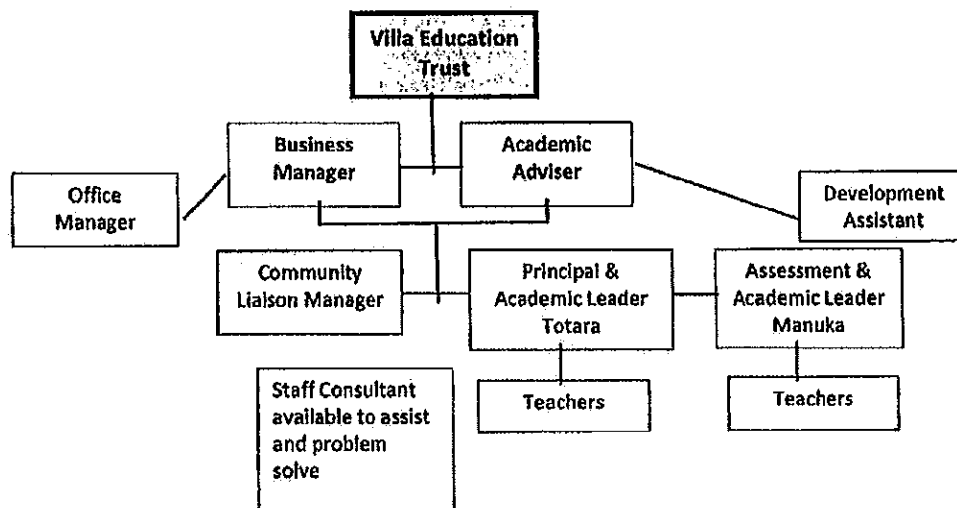 Villa Education
Trust
Business
Manager
Academic
Adviser
Office
Manager
Development
Assistant
Community
Liaison Manager
Principal &
Academic Leader
Totara
Assessment &
Academic Leader
Manuka
Staff Consultant
available to assist
and problem
solve
Teachers
Teachers